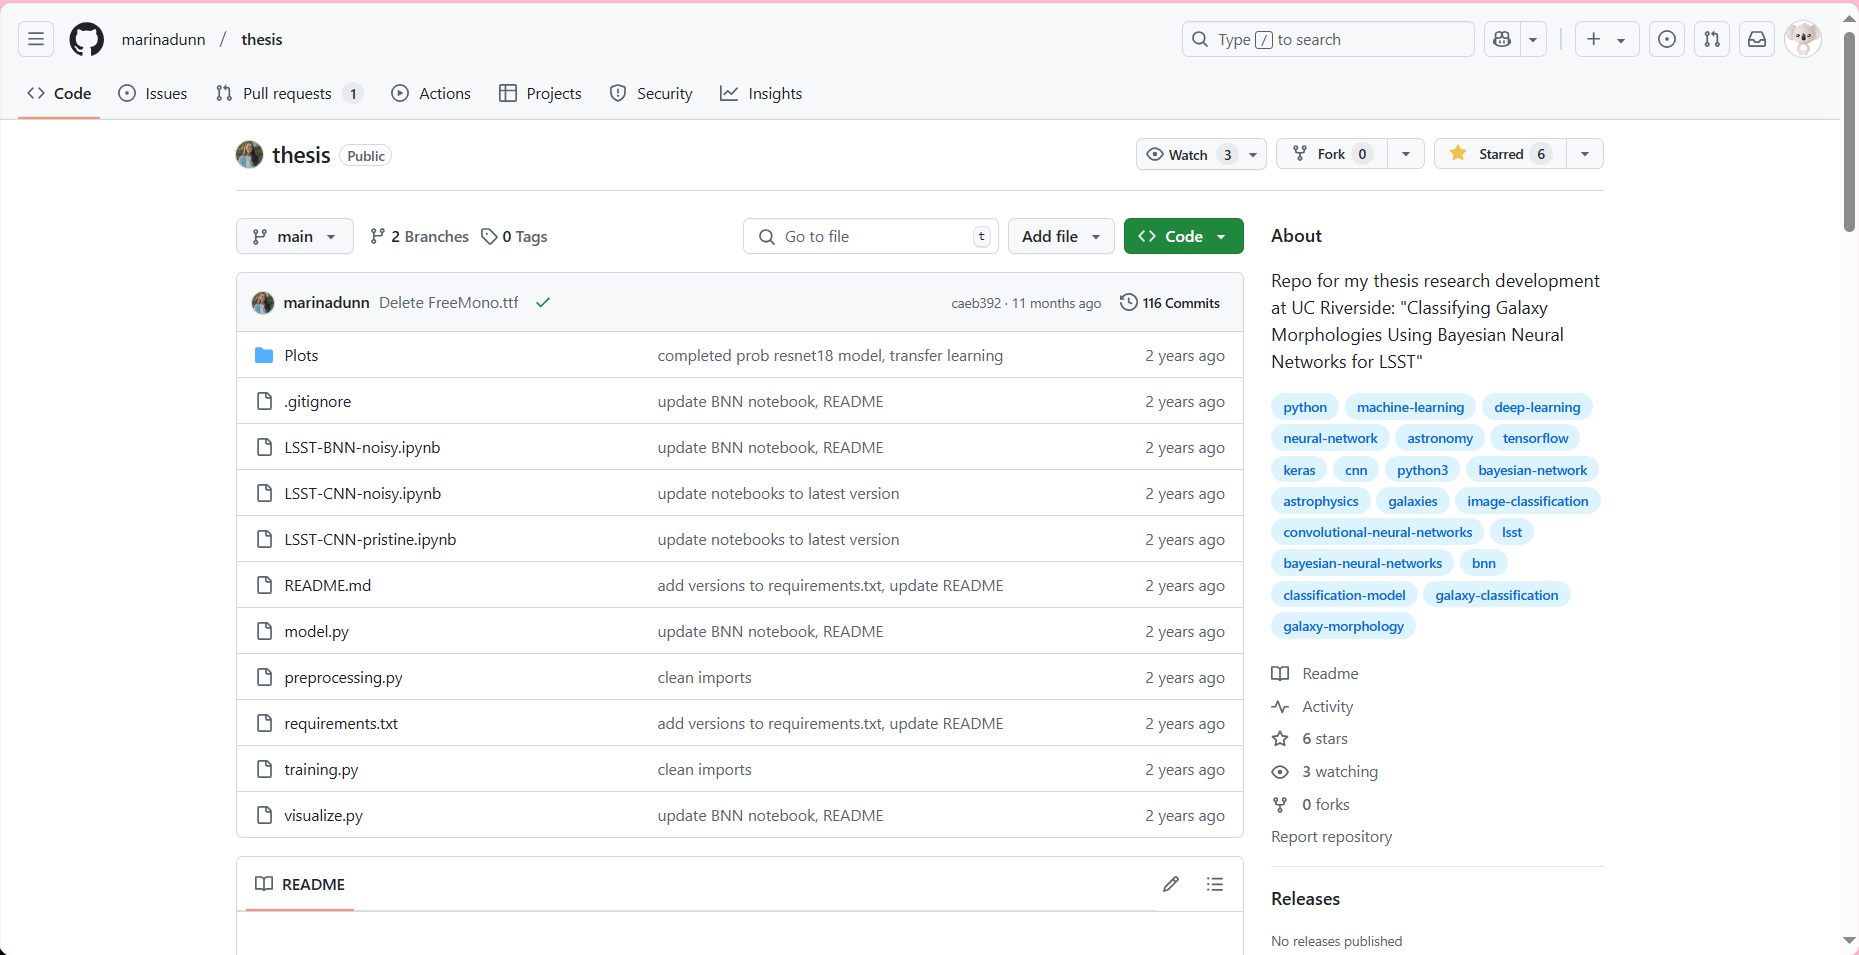 marinadunn / thesis
Type / to search
Code
Issues
Pull requests 1
Actions
Projects
Security
Insights
thesis Public
Watch 3
Fork 0
Starred 6
main
2 Branches
0 Tags
Go to file t
Add file
Code
marinadunn Delete FreeMono.ttf
caeb392 · 11 months ago
116 Commits
Plots completed prob resnet18 model, transfer learning 2 years ago
.gitignore update BNN notebook, README 2 years ago
LSST-BNN-noisy.ipynb update BNN notebook, README 2 years ago
LSST-CNN-noisy.ipynb update notebooks to latest version 2 years ago
LSST-CNN-pristine.ipynb update notebooks to latest version 2 years ago
README.md add versions to requirements.txt, update README 2 years ago
model.py update BNN notebook, README 2 years ago
preprocessing.py clean imports 2 years ago
requirements.txt add versions to requirements.txt, update README 2 years ago
training.py clean imports 2 years ago
visualize.py update BNN notebook, README 2 years ago
README
About
Repo for my thesis research development
at UC Riverside: "Classifying Galaxy
Morphologies Using Bayesian Neural
Networks for LSST"
python machine-learning deep-learning
neural-network astronomy tensorflow
keras cnn python3 bayesian-network
astrophysics galaxies image-classification
convolutional-neural-networks lsst
bayesian-neural-networks bnn
classification-model galaxy-classification
galaxy-morphology
Readme
Activity
6 stars
3 watching
0 forks
Report repository
Releases
No releases published